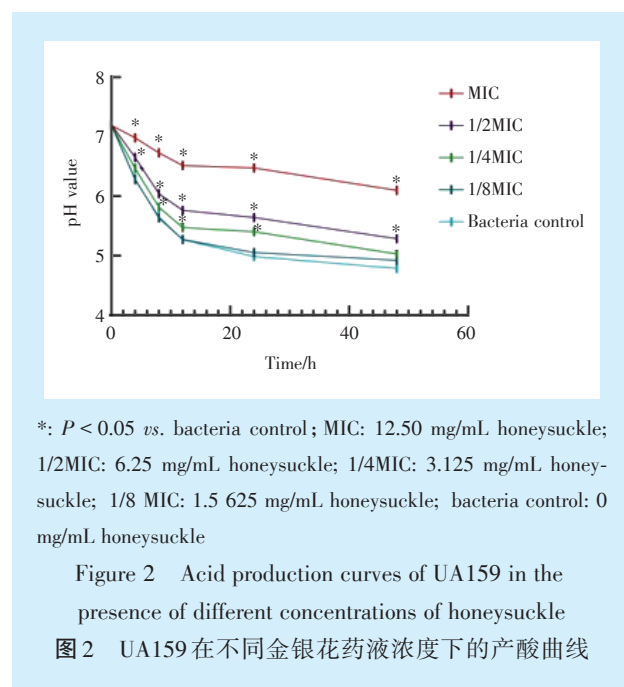 8
7
6
5
4
pH value
0
20
40
60
Time/h
MIC
1/2MIC
1/4MIC
1/8MIC
Bacteria control
* * * * *
* * * * *
* * *
*: P < 0.05 vs. bacteria control; MIC: 12.50 mg/mL honeysuckle;
1/2MIC: 6.25 mg/mL honeysuckle; 1/4MIC: 3.125 mg/mL honey-
suckle; 1/8 MIC: 1.5 625 mg/mL honeysuckle; bacteria control: 0
mg/mL honeysuckle
Figure 2 Acid production curves of UA159 in the
presence of different concentrations of honeysuckle
图2 UA159在不同金银花药液浓度下的产酸曲线